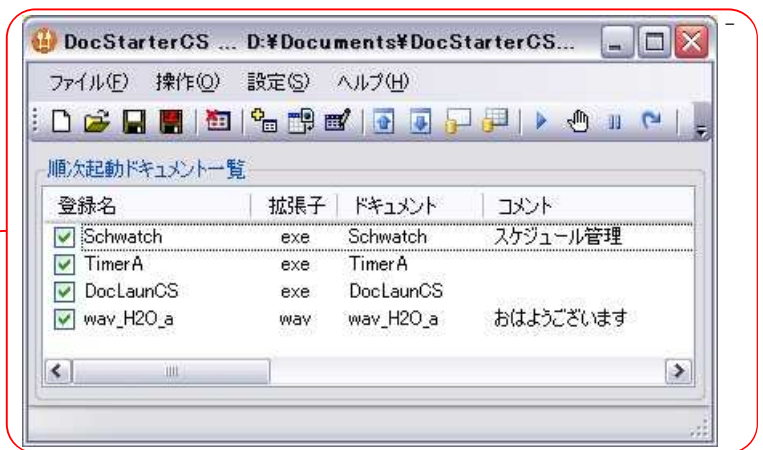 DocStarterCS ... D:¥Documents¥DocStarterCS...
ファイル(F) 操作(O) 設定(S) ヘルプ(H)
順次起動ドキュメント一覧
登録名 拡張子 ドキュメント コメント
Schwatch exe Schwatch スケジュール管理
TimerA exe TimerA
DocLaunCS exe DocLaunCS
wav_H2O_a wav wav_H2O_a おはようございます